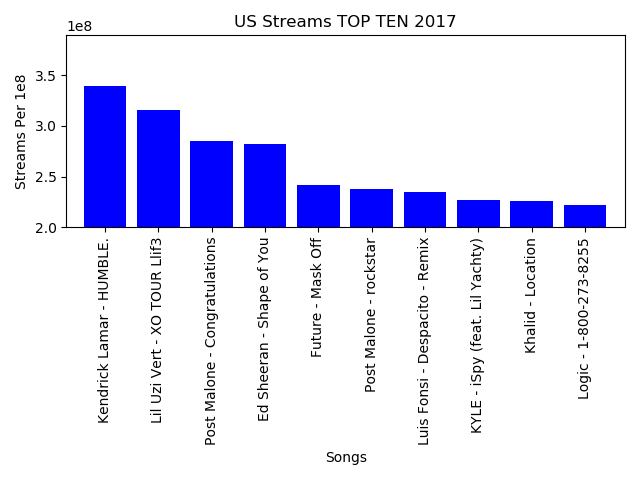 US Streams TOP TEN 2017
1e8
Streams Per 1e8
3.5
3.0
2.5
2.0
Kendrick Lamar - HUMBLE.
Lil Uzi Vert - XO TOUR Llif3
Post Malone - Congratulations
Ed Sheeran - Shape of You
Future - Mask Off
Post Malone - rockstar
Luis Fonsi - Despacito - Remix
KYLE - iSpy (feat. Lil Yachty)
Khalid - Location
Logic - 1-800-273-8255
Songs